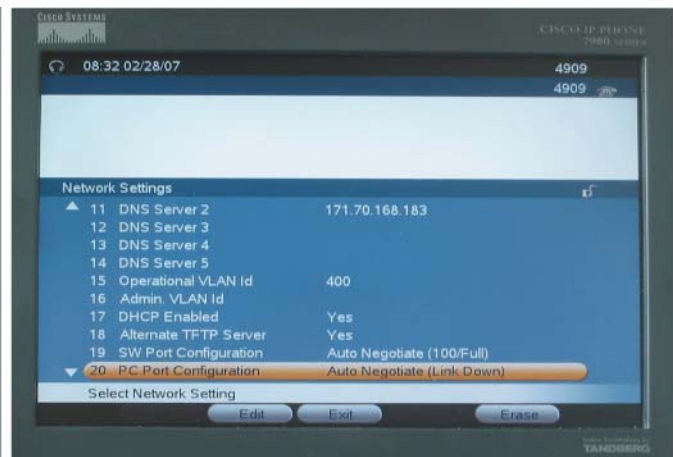 CISCO SYSTEMS
CISCO IP PHONE
7900 SERIES
08:32 02/28/07 4909
4909
Network Settings
11 DNS Server 2 171.70.168.183
12 DNS Server 3
13 DNS Server 4
14 DNS Server 5
15 Operational VLAN Id 400
16 Admin. VLAN Id
17 DHCP Enabled Yes
18 Alternate TFTP Server Yes
19 SW Port Configuration Auto Negotiate (100/Full)
20 PC Port Configuration Auto Negotiate (Link Down)
Select Network Setting
Edit Exit Erase
Video Technology by
TANDBERG